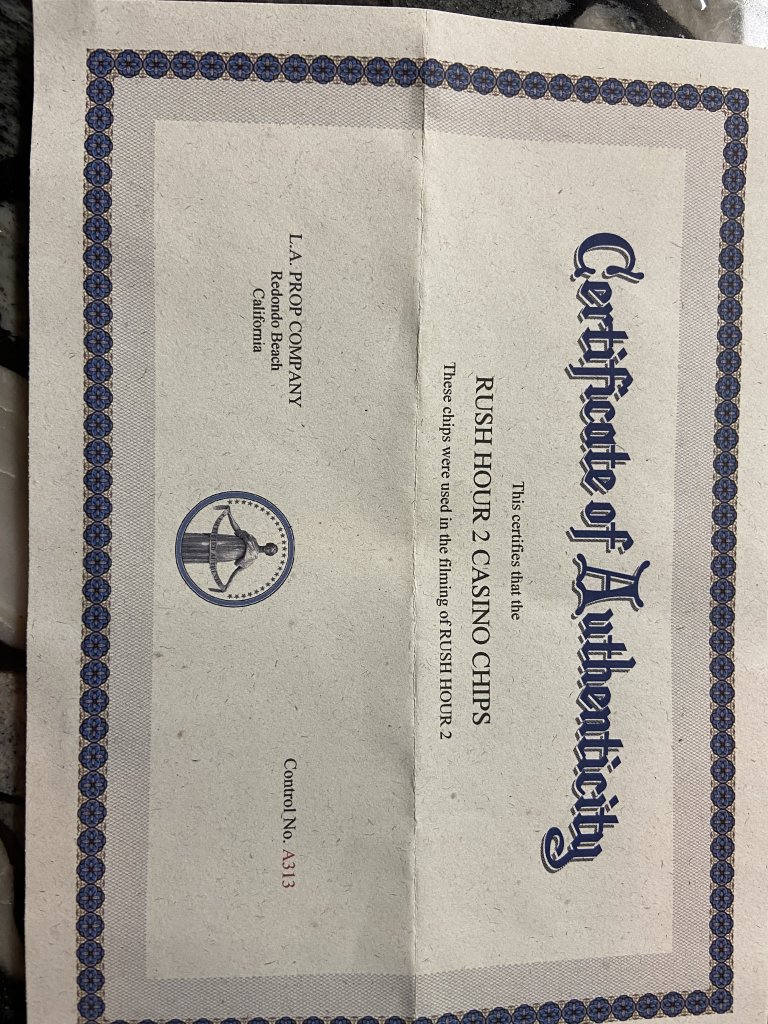 Certificate of Authenticity
This certifies that the
RUSH HOUR 2 CASINO CHIPS
These chips were used in the filming of RUSH HOUR 2
L.A. PROP COMPANY
Redondo Beach
California
Control No. A313